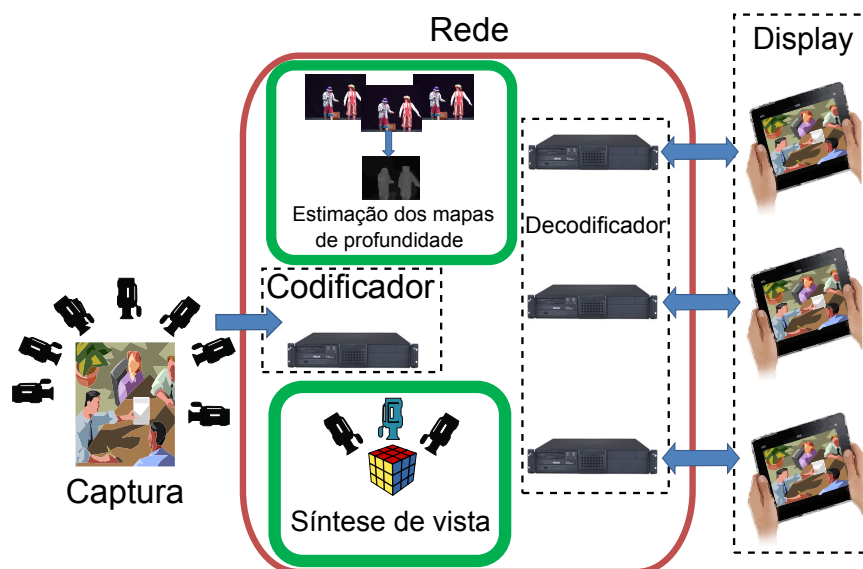 Rede
Display
Estimação dos mapas
de profundidade
Decodificador
Codificador
Captura
Síntese de vista